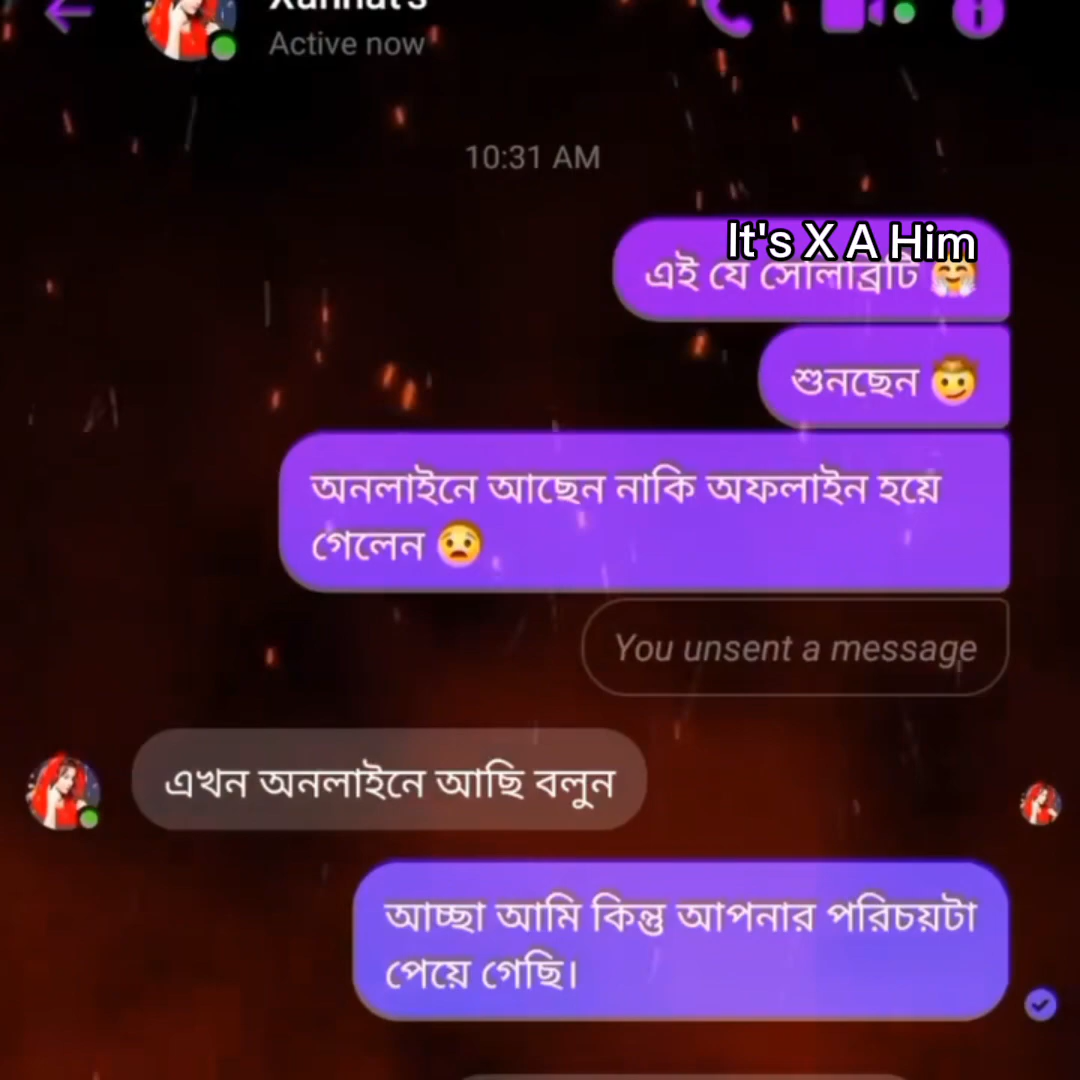 Active now
10:31 AM
It's X A Him
এই যে সেলিব্রিটি 🤗
শুনছেন 🤠
অনলাইনে আছেন নাকি অফলাইন হয়ে
গেলেন 😧
You unsent a message
এখন অনলাইনে আছি বলুন
আচ্ছা আমি কিন্তু আপনার পরিচয়টা
পেয়ে গেছি।